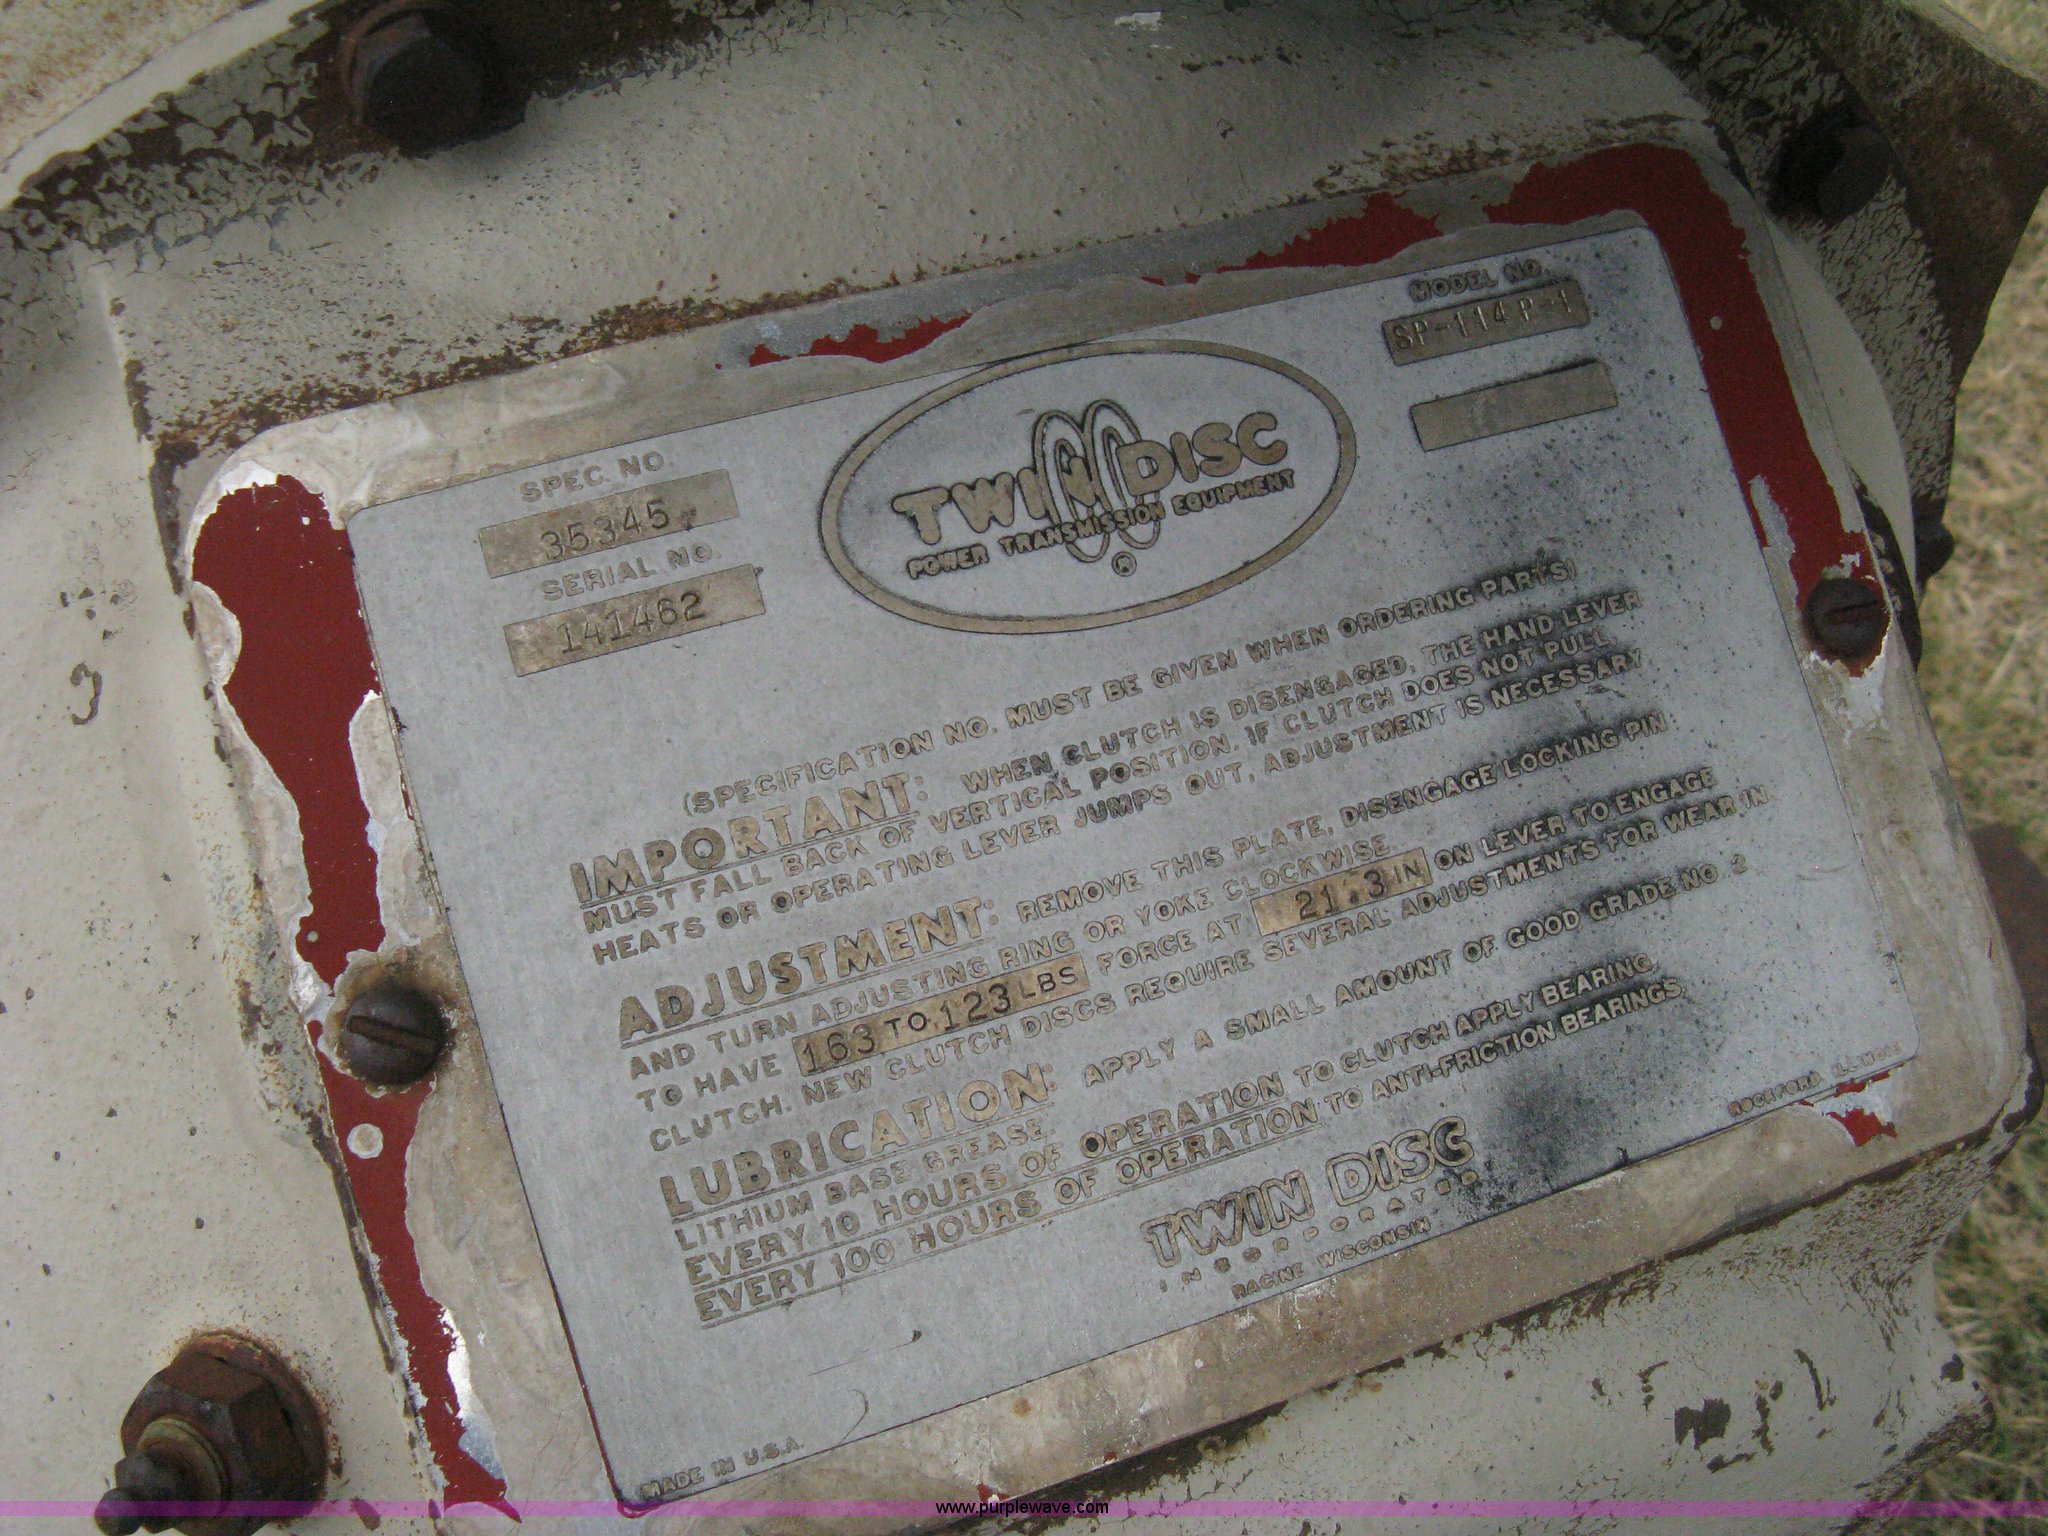 MODEL NO.
SP-114 P-1
SPEC. NO.
35345
SERIAL NO.
141462
TWIN DISC
POWER TRANSMISSION EQUIPMENT
®
(SPECIFICATION NO. MUST BE GIVEN WHEN ORDERING PARTS)
IMPORTANT: WHEN CLUTCH IS DISENGAGED, THE HAND LEVER
MUST FALL BACK OF VERTICAL POSITION. IF CLUTCH DOES NOT PULL,
HEATS OR OPERATING LEVER JUMPS OUT, ADJUSTMENT IS NECESSARY
ADJUSTMENT: REMOVE THIS PLATE, DISENGAGE LOCKING PIN
AND TURN ADJUSTING RING OR YOKE CLOCKWISE.
TO HAVE 163 TO 123 LBS FORCE AT 21.3 IN ON LEVER TO ENGAGE
CLUTCH. NEW CLUTCH DISCS REQUIRE SEVERAL ADJUSTMENTS FOR WEAR IN
LUBRICATION: APPLY A SMALL AMOUNT OF GOOD GRADE NO. 2
LITHIUM BASE GREASE.
EVERY 10 HOURS OF OPERATION TO CLUTCH APPLY BEARING
EVERY 100 HOURS OF OPERATION TO ANTI-FRICTION BEARINGS
TWIN DISC
INCORPORATED
RACINE WISCONSIN
ROCKFORD ILLINOIS
MADE IN U.S.A.
www.purplewave.com